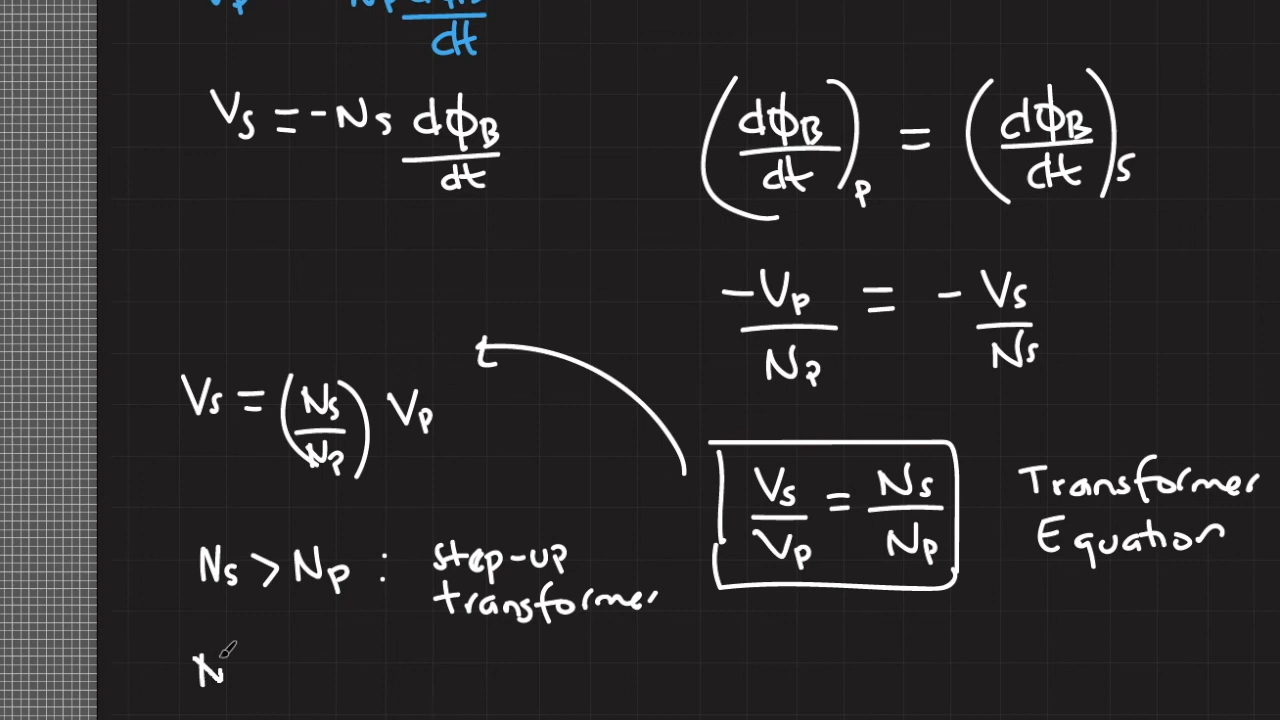 Vs = -Ns dφB/dt
(dφB/dt)p = (dφB/dt)s
-Vp/Np = -Vs/Ns
Vs = (Ns/Np) Vp
Vs/Vp = Ns/Np
Transformer
Equation
Ns > Np : step-up
transformer
N